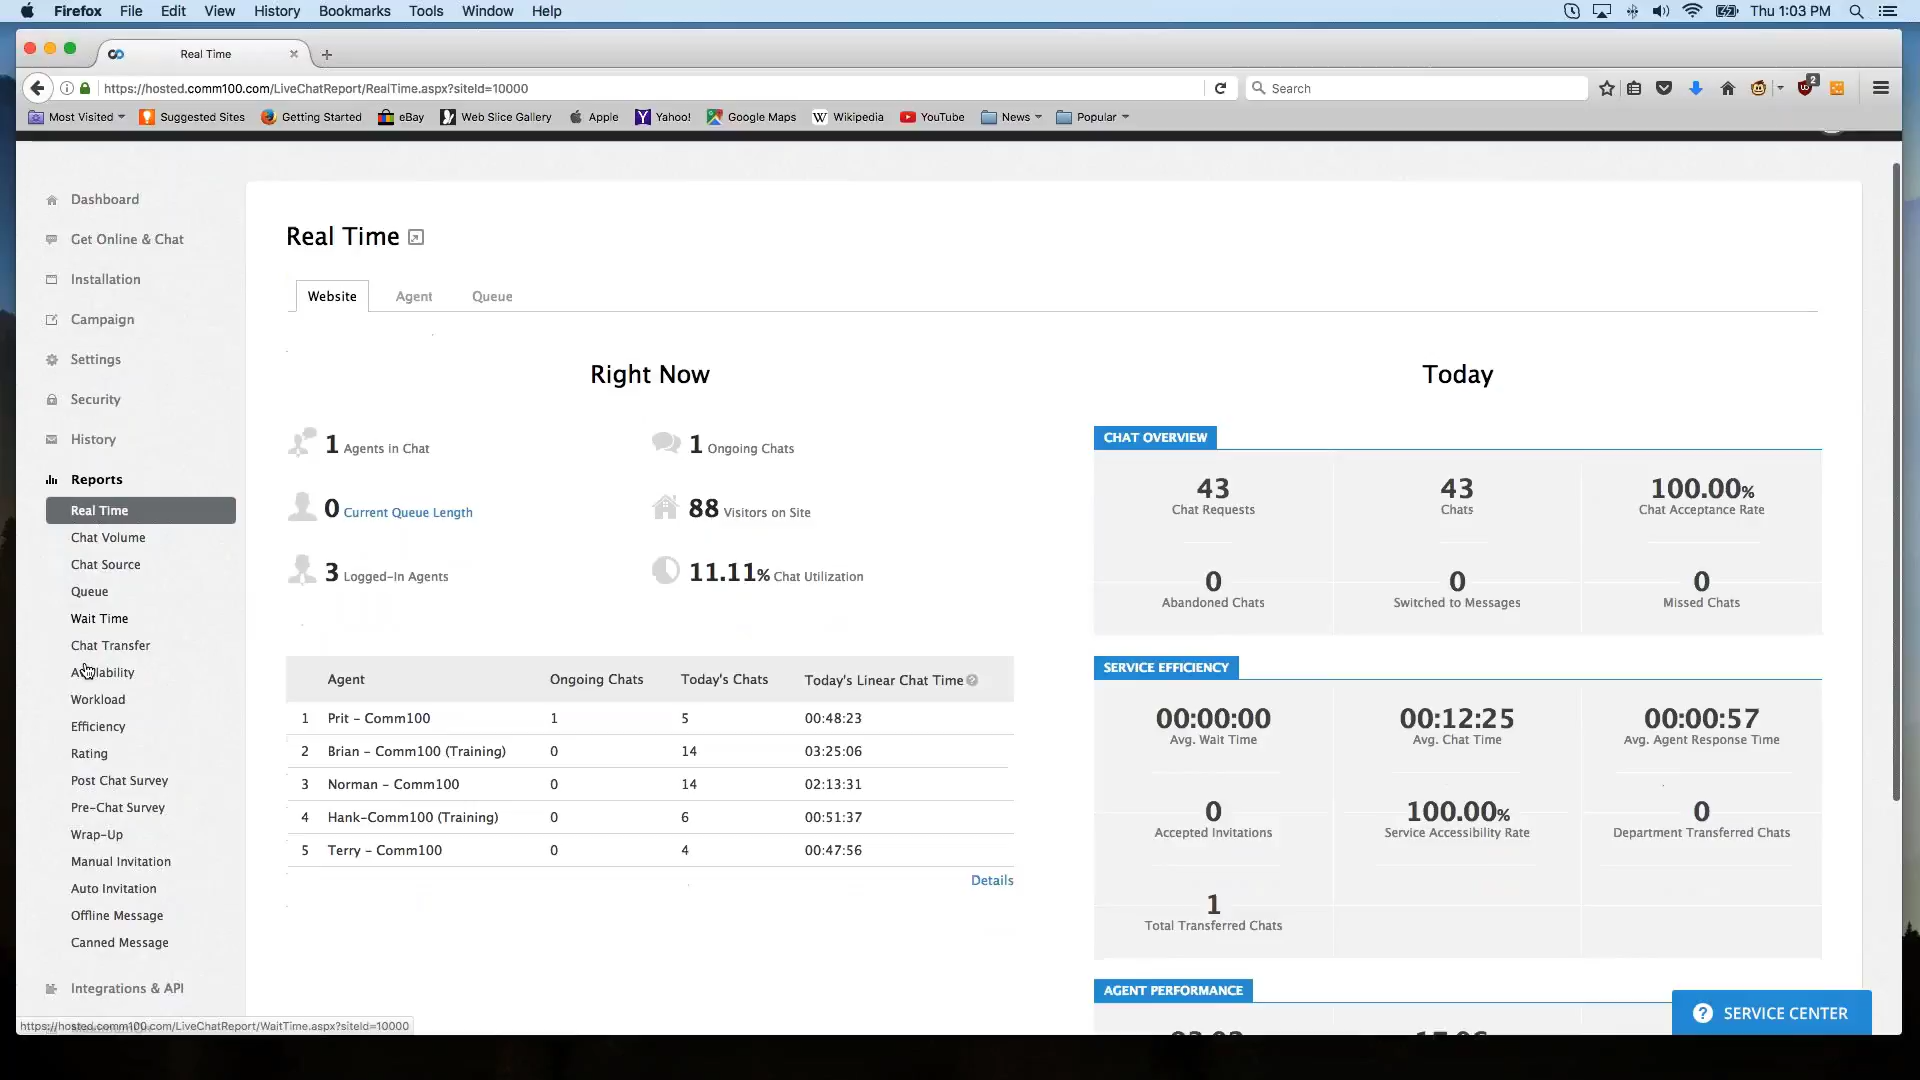 Firefox File Edit View History Bookmarks Tools Window Help Thu 1:03 PM
Real Time
https://hosted.comm100.com/LiveChatReport/RealTime.aspx?siteId=10000 Search 2
Most Visited Suggested Sites Getting Started eBay Web Slice Gallery Apple Yahoo! Google Maps Wikipedia YouTube News Popular
Dashboard
Get Online & Chat
Installation
Campaign
Settings
Security
History
Reports
Real Time
Chat Volume
Chat Source
Queue
Wait Time
Chat Transfer
Availability
Workload
Efficiency
Rating
Post Chat Survey
Pre-Chat Survey
Wrap-Up
Manual Invitation
Auto Invitation
Offline Message
Canned Message
Integrations & API
https://hosted.comm100.com/LiveChatReport/WaitTime.aspx?siteId=10000
Real Time
Website Agent Queue
Right Now
1 Agents in Chat 1 Ongoing Chats
0 Current Queue Length 88 Visitors on Site
3 Logged-In Agents 11.11% Chat Utilization
Agent Ongoing Chats Today's Chats Today's Linear Chat Time ?
1 Prit - Comm100 1 5 00:48:23
2 Brian - Comm100 (Training) 0 14 03:25:06
3 Norman - Comm100 0 14 02:13:31
4 Hank-Comm100 (Training) 0 6 00:51:37
5 Terry - Comm100 0 4 00:47:56
Details
Today
CHAT OVERVIEW
43 43 100.00%
Chat Requests Chats Chat Acceptance Rate
0 0 0
Abandoned Chats Switched to Messages Missed Chats
SERVICE EFFICIENCY
00:00:00 00:12:25 00:00:57
Avg. Wait Time Avg. Chat Time Avg. Agent Response Time
0 100.00% 0
Accepted Invitations Service Accessibility Rate Department Transferred Chats
1
Total Transferred Chats
AGENT PERFORMANCE
? SERVICE CENTER